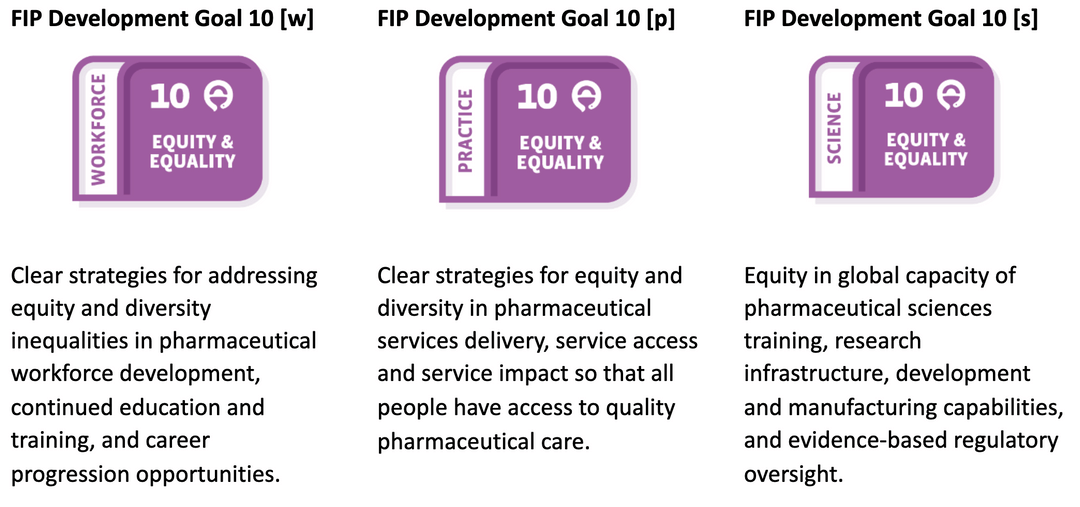 FIP Development Goal 10 [w]
WORKFORCE
10
EQUITY &
EQUALITY
Clear strategies for addressing
equity and diversity
inequalities in pharmaceutical
workforce development,
continued education and
training, and career
progression opportunities.
FIP Development Goal 10 [p]
PRACTICE
10
EQUITY &
EQUALITY
Clear strategies for equity and
diversity in pharmaceutical
services delivery, service access
and service impact so that all
people have access to quality
pharmaceutical care.
FIP Development Goal 10 [s]
SCIENCE
10
EQUITY &
EQUALITY
Equity in global capacity of
pharmaceutical sciences
training, research
infrastructure, development
and manufacturing capabilities,
and evidence-based regulatory
oversight.